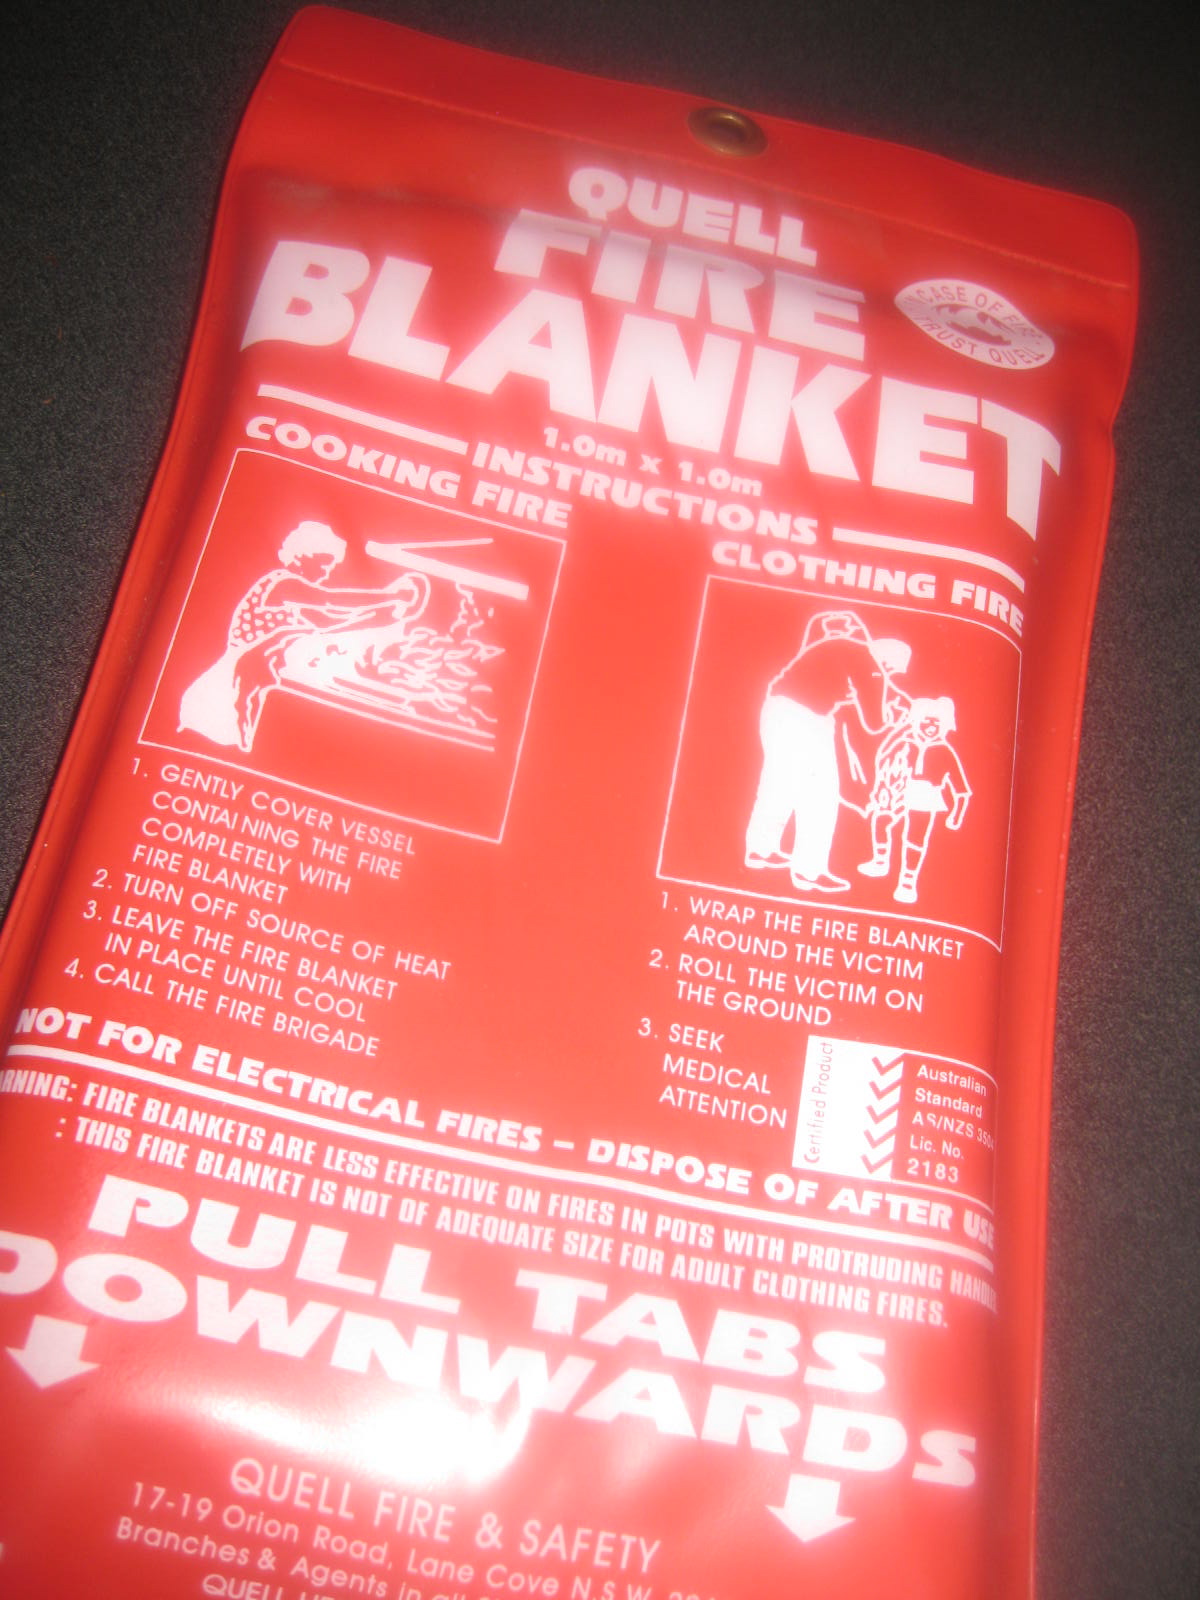 QUELL
FIRE
BLANKET
CASE OF
TRUST QUELL
1.0m x 1.0m
INSTRUCTIONS
COOKING FIRE
1. GENTLY COVER VESSEL
CONTAINING THE FIRE
COMPLETELY WITH
FIRE BLANKET
2. TURN OFF SOURCE OF HEAT
3. LEAVE THE FIRE BLANKET
IN PLACE UNTIL COOL
4. CALL THE FIRE BRIGADE
CLOTHING FIRE
1. WRAP THE FIRE BLANKET
AROUND THE VICTIM
2. ROLL THE VICTIM ON
THE GROUND
3. SEEK
MEDICAL
ATTENTION
Certified Product
Australian
Standard
AS/NZS 3504
Lic. No.
2183
NOT FOR ELECTRICAL FIRES – DISPOSE OF AFTER USE
ARNING: FIRE BLANKETS ARE LESS EFFECTIVE ON FIRES IN POTS WITH PROTRUDING
: THIS FIRE BLANKET IS NOT OF ADEQUATE SIZE FOR ADULT CLOTHING FIRES.
PULL TABS
DOWNWARDS
QUELL FIRE & SAFETY
17-19 Orion Road, Lane Cove N.S.W.
Branches & Agents in all
QUELL